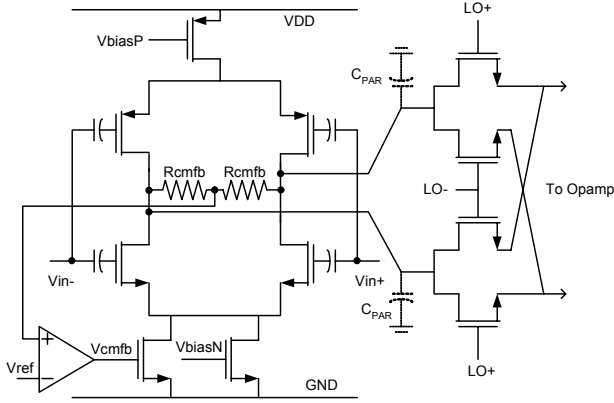 VDD
LO+
VbiasP
CPAR
Rcmfb Rcmfb
LO-
To Opamp
Vin-
Vin+
CPAR
+
Vcmfb
VbiasN
Vref
−
LO+
GND